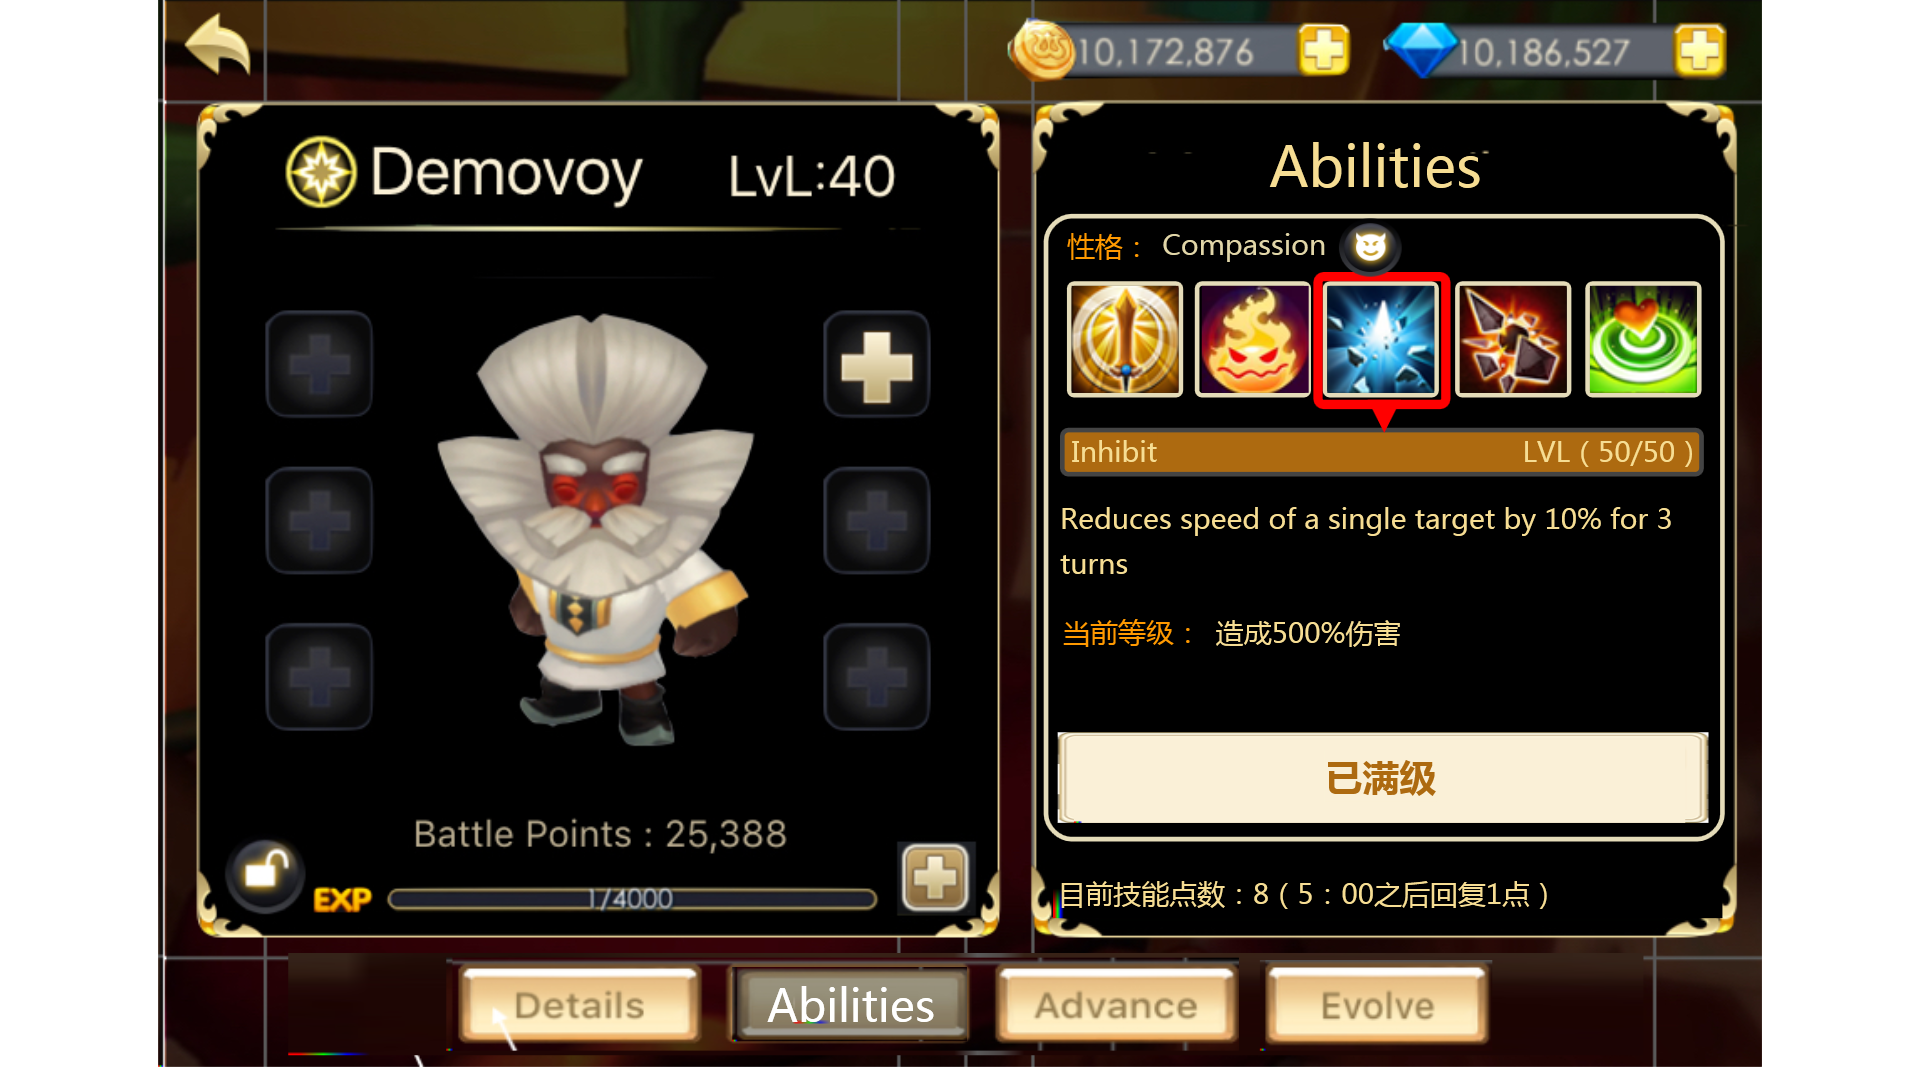 10,172,876
10,186,527
Demovoy LvL:40
Abilities
性格： Compassion
Inhibit LVL（50/50）
Reduces speed of a single target by 10% for 3
turns
当前等级： 造成500%伤害
已满级
Battle Points : 25,388
EXP 1/4000
目前技能点数：8（5：00之后回复1点）
Details Abilities Advance Evolve